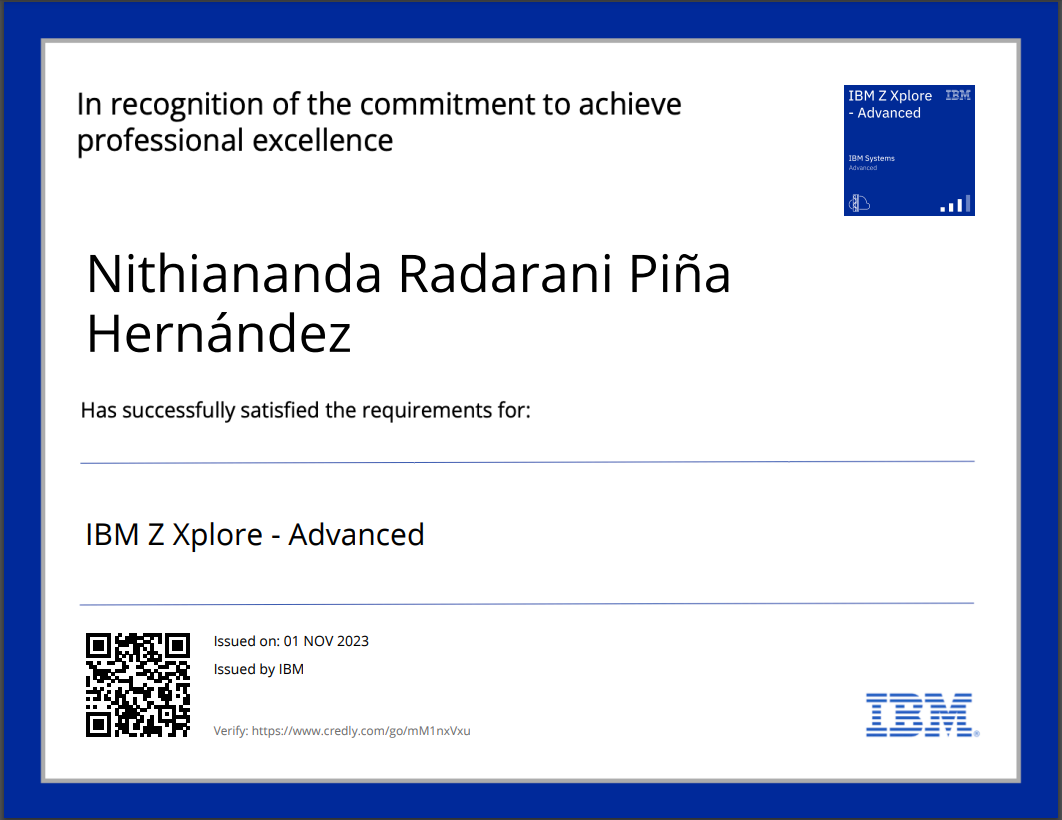 In recognition of the commitment to achieve
professional excellence
IBM Z Xplore
- Advanced
IBM
IBM Systems
Advanced
Nithiananda Radarani Piña
Hernández
Has successfully satisfied the requirements for:
IBM Z Xplore - Advanced
Issued on: 01 NOV 2023
Issued by IBM
Verify: https://www.credly.com/go/mM1nxVxu
IBM®